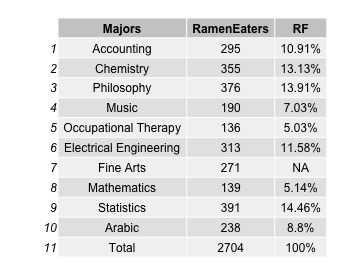 Majors RamenEaters RF
1 Accounting 295 10.91%
2 Chemistry 355 13.13%
3 Philosophy 376 13.91%
4 Music 190 7.03%
5 Occupational Therapy 136 5.03%
6 Electrical Engineering 313 11.58%
7 Fine Arts 271 NA
8 Mathematics 139 5.14%
9 Statistics 391 14.46%
10 Arabic 238 8.8%
11 Total 2704 100%